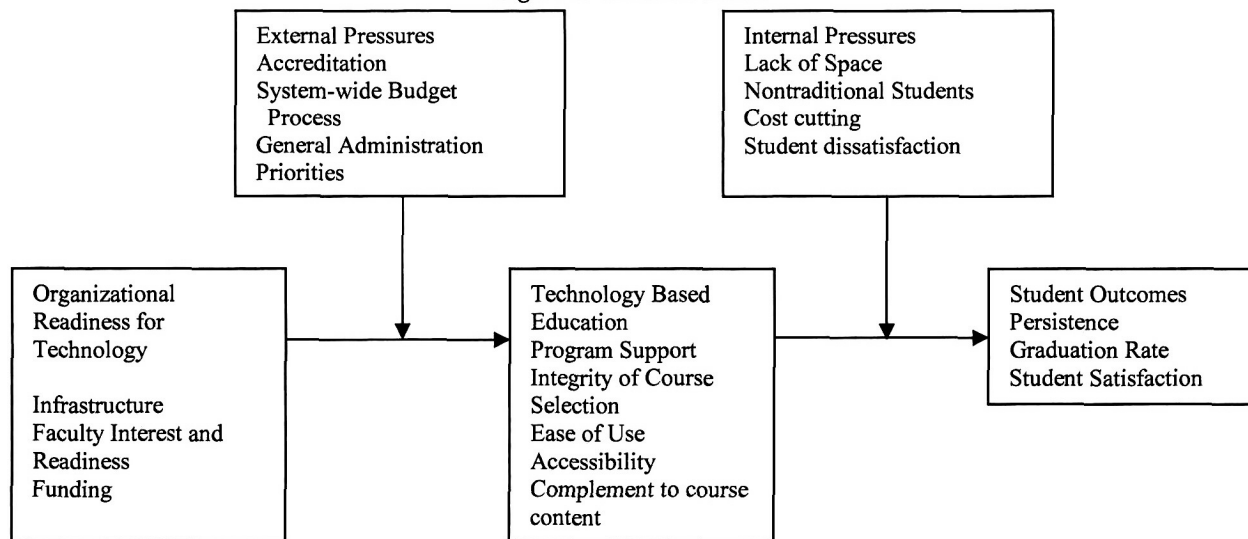 External Pressures
Accreditation
System-wide Budget
Process
General Administration
Priorities
Internal Pressures
Lack of Space
Nontraditional Students
Cost cutting
Student dissatisfaction
Organizational
Readiness for
Technology
Infrastructure
Faculty Interest and
Readiness
Funding
Technology Based
Education
Program Support
Integrity of Course
Selection
Ease of Use
Accessibility
Complement to course
content
Student Outcomes
Persistence
Graduation Rate
Student Satisfaction